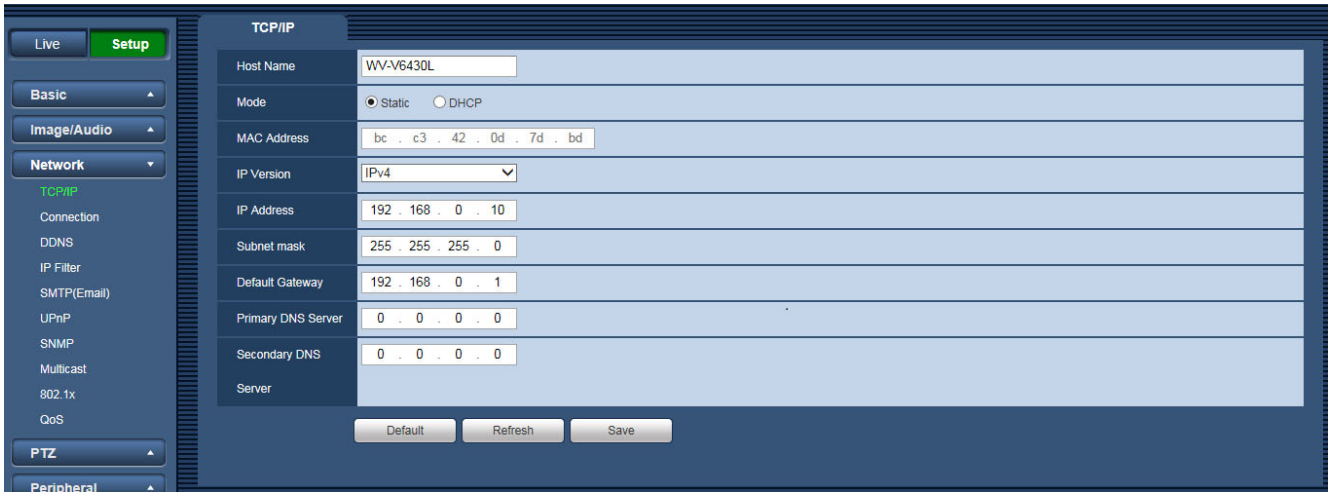 Live Setup
Basic
Image/Audio
Network
TCP/IP
Connection
DDNS
IP Filter
SMTP(Email)
UPnP
SNMP
Multicast
802.1x
QoS
PTZ
Peripheral
TCP/IP
Host Name WV-V6430L
Mode Static DHCP
MAC Address bc . c3 . 42 . 0d . 7d . bd
IP Version IPv4
IP Address 192 . 168 . 0 . 10
Subnet mask 255 . 255 . 255 . 0
Default Gateway 192 . 168 . 0 . 1
Primary DNS Server 0 . 0 . 0 . 0
Secondary DNS 0 . 0 . 0 . 0
Server
Default Refresh Save